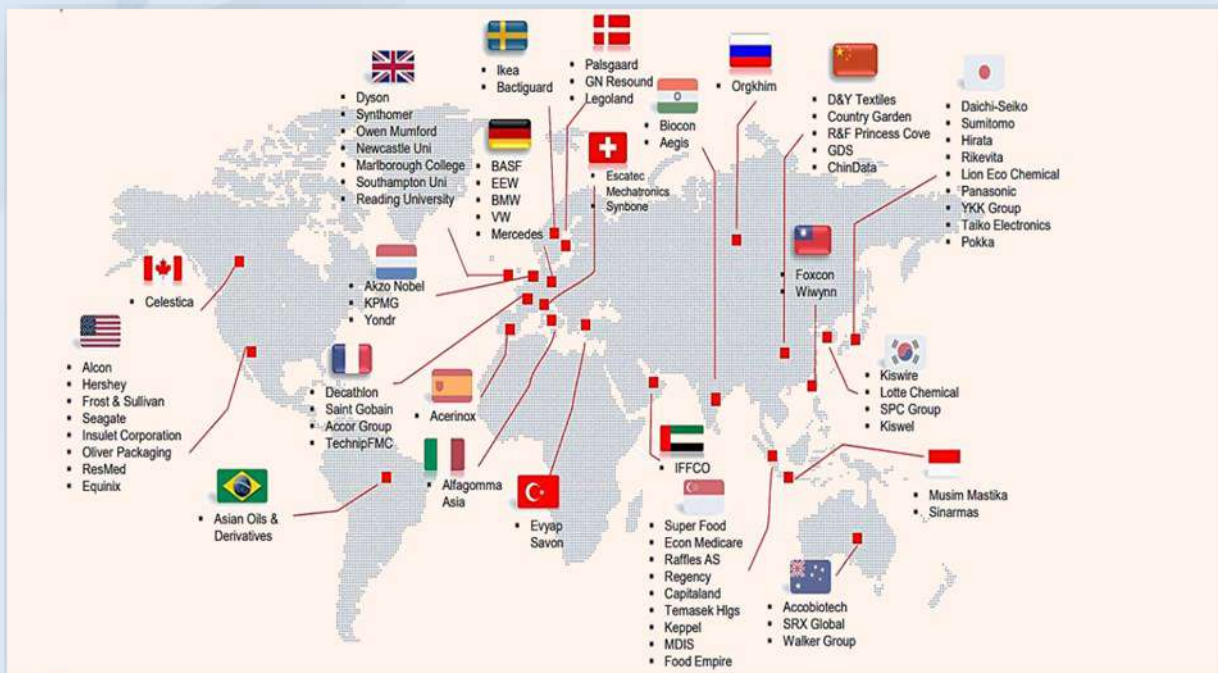 Ikea
Bactiguard
Palsgaard
GN Resound
Legoland
Orgkhim
Dyson
Synthomer
Owen Mumford
Newcastle Uni
Marlborough College
Southampton Uni
Reading University
BASF
EEW
BMW
VW
Mercedes
Escatec
Mechatronics
Synbone
Biocon
Aegis
D&Y Textiles
Country Garden
R&F Princess Cove
GDS
ChinData
Daichi-Seiko
Sumitomo
Hirata
Rikevita
Lion Eco Chemical
Panasonic
YKK Group
Taiko Electronics
Pokka
Celestica
Akzo Nobel
KPMG
Yondr
Foxcon
Wiwynn
Alcon
Hershey
Frost & Sullivan
Seagate
Insulet Corporation
Oliver Packaging
ResMed
Equinix
Decathlon
Saint Gobain
Accor Group
TechnipFMC
Acerinox
Kiswire
Lotte Chemical
SPC Group
Kiswel
Asian Oils &
Derivatives
Alfagomma
Asia
Evyap
Savon
IFFCO
Super Food
Econ Medicare
Raffles AS
Regency
Capitaland
Temasek Hlgs
Keppel
MDIS
Food Empire
Musim Mastika
Sinarmas
Accobiotech
SRX Global
Walker Group